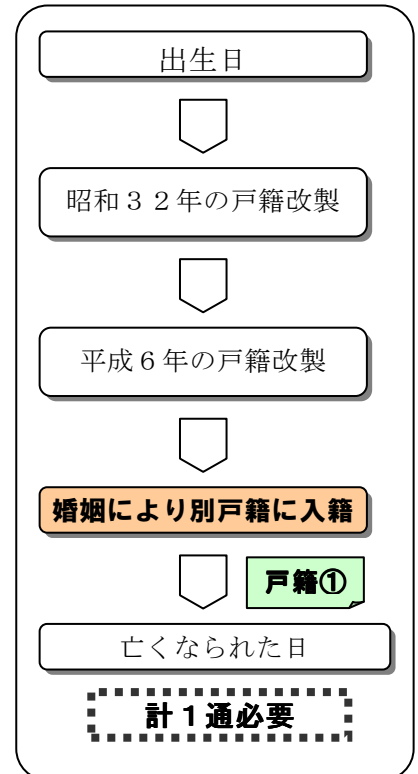 出生日
昭和３２年の戸籍改製
平成６年の戸籍改製
婚姻により別戸籍に入籍
戸籍①
亡くなられた日
計１通必要